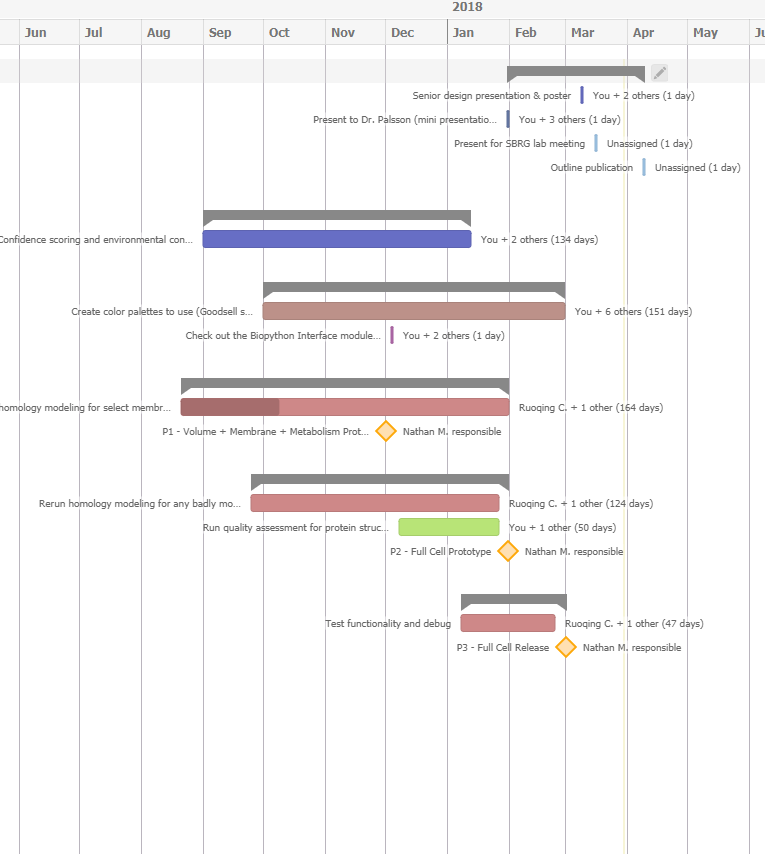 2018
Jun Jul Aug Sep Oct Nov Dec Jan Feb Mar Apr May Ju
Senior design presentation & poster You + 2 others (1 day)
Present to Dr. Palsson (mini presentatio... You + 3 others (1 day)
Present for SBRG lab meeting Unassigned (1 day)
Outline publication Unassigned (1 day)
Confidence scoring and environmental con... You + 2 others (134 days)
Create color palettes to use (Goodsell s... You + 6 others (151 days)
Check out the Biopython Interface module... You + 2 others (1 day)
homology modeling for select membr... Ruoqing C. + 1 other (164 days)
P1 - Volume + Membrane + Metabolism Prot... Nathan M. responsible
Rerun homology modeling for any badly mo... Ruoqing C. + 1 other (124 days)
Run quality assessment for protein struc... You + 1 other (50 days)
P2 - Full Cell Prototype Nathan M. responsible
Test functionality and debug Ruoqing C. + 1 other (47 days)
P3 - Full Cell Release Nathan M. responsible